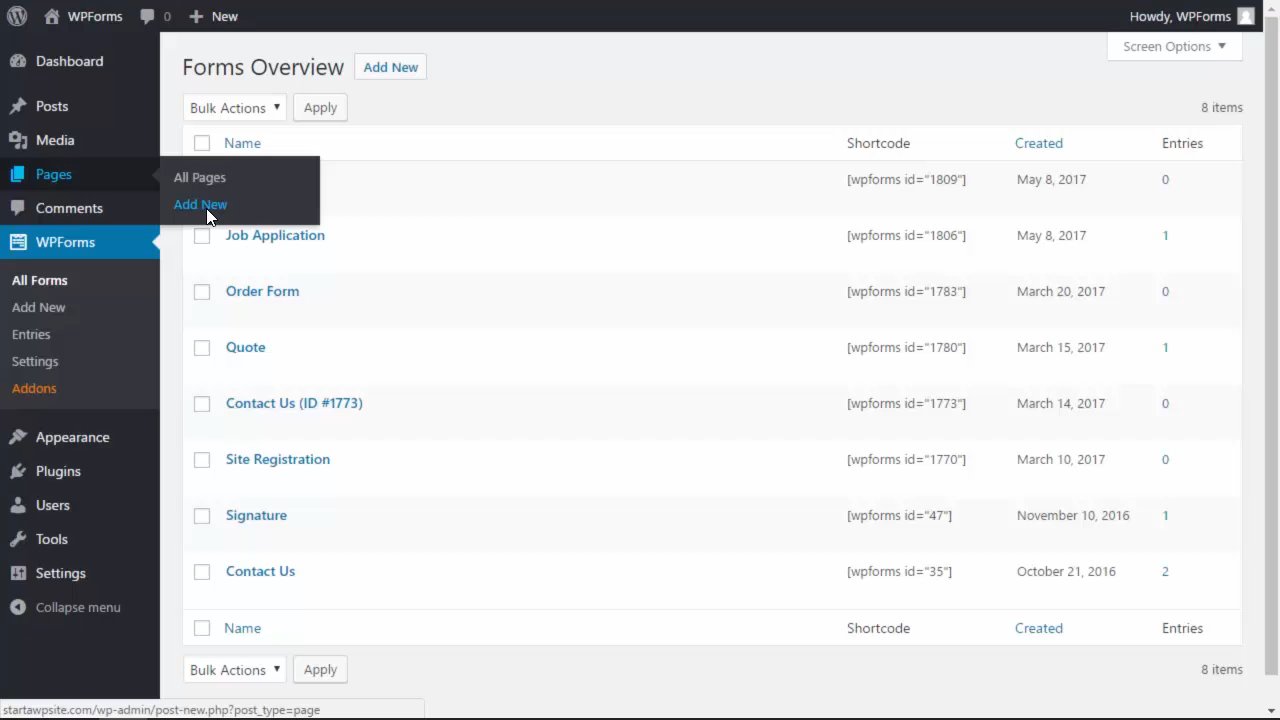 WPForms 0 New Howdy, WPForms
Screen Options
Dashboard
Posts
Media
Pages
Comments
WPForms
All Forms
Add New
Entries
Settings
Addons
Appearance
Plugins
Users
Tools
Settings
Collapse menu
All Pages
Add New
Forms Overview Add New
Bulk Actions Apply 8 items
Name Shortcode Created Entries
[wpforms id="1809"] May 8, 2017 0
Job Application [wpforms id="1806"] May 8, 2017 1
Order Form [wpforms id="1783"] March 20, 2017 0
Quote [wpforms id="1780"] March 15, 2017 1
Contact Us (ID #1773) [wpforms id="1773"] March 14, 2017 0
Site Registration [wpforms id="1770"] March 10, 2017 0
Signature [wpforms id="47"] November 10, 2016 1
Contact Us [wpforms id="35"] October 21, 2016 2
Name Shortcode Created Entries
Bulk Actions Apply 8 items
startawpsite.com/wp-admin/post-new.php?post_type=page